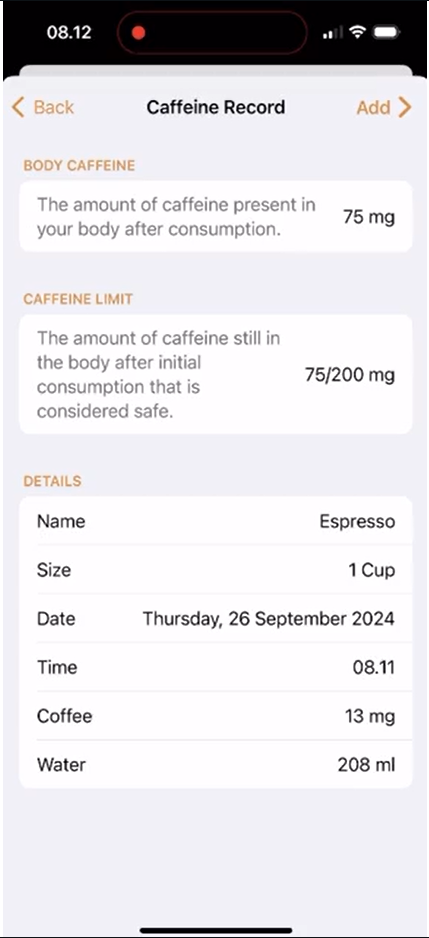 08.12
Back
Caffeine Record
Add
BODY CAFFEINE
The amount of caffeine present in
your body after consumption.
75 mg
CAFFEINE LIMIT
The amount of caffeine still in
the body after initial
consumption that is
considered safe.
75/200 mg
DETAILS
Name Espresso
Size 1 Cup
Date Thursday, 26 September 2024
Time 08.11
Coffee 13 mg
Water 208 ml